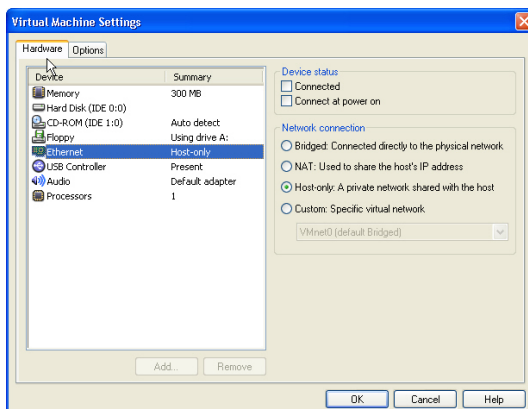 Virtual Machine Settings
Hardware Options
Device Summary
Memory 300 MB
Hard Disk (IDE 0:0)
CD-ROM (IDE 1:0) Auto detect
Floppy Using drive A:
Ethernet Host-only
USB Controller Present
Audio Default adapter
Processors 1
Add... Remove
Device status
Connected
Connect at power on
Network connection
Bridged: Connected directly to the physical network
NAT: Used to share the host's IP address
Host-only: A private network shared with the host
Custom: Specific virtual network
VMnet0 (default Bridged)
OK Cancel Help